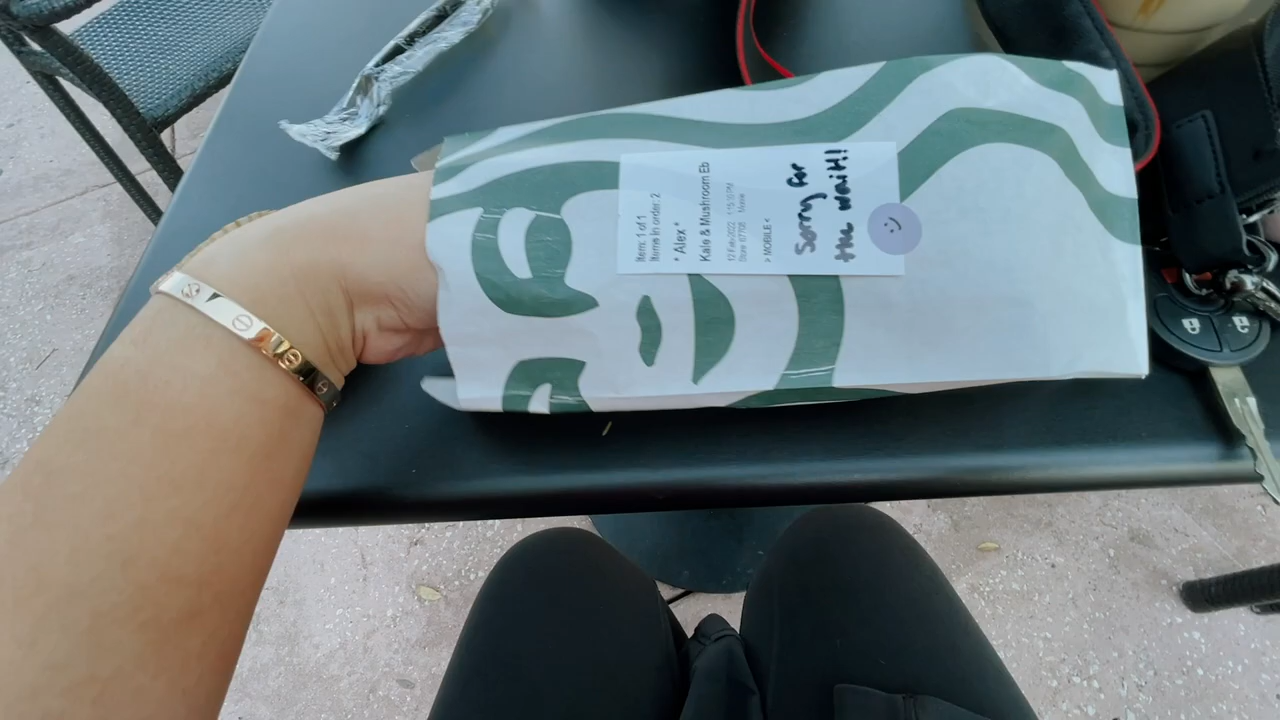 Item: 1 of 1
Items in order: 2
* Alex *
Kale & Mushroom Eb
> MOBILE <
Sorry for
the wait!!
:)